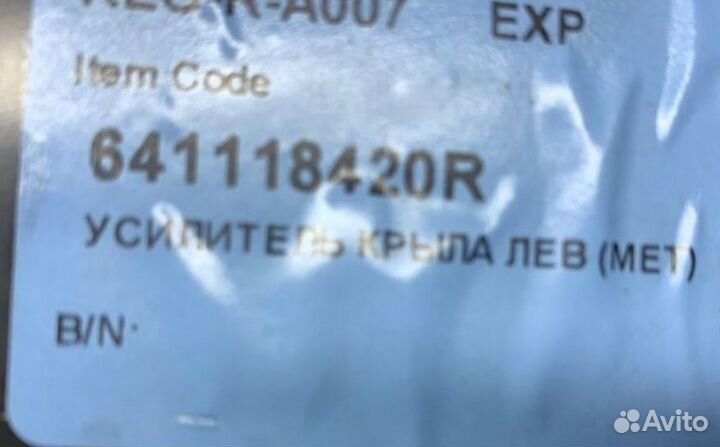 EXP
Item Code
641118420R
УСИЛИТЕЛЬ КРЫЛА ЛЕВ (МЕТ)
B/N:
Avito